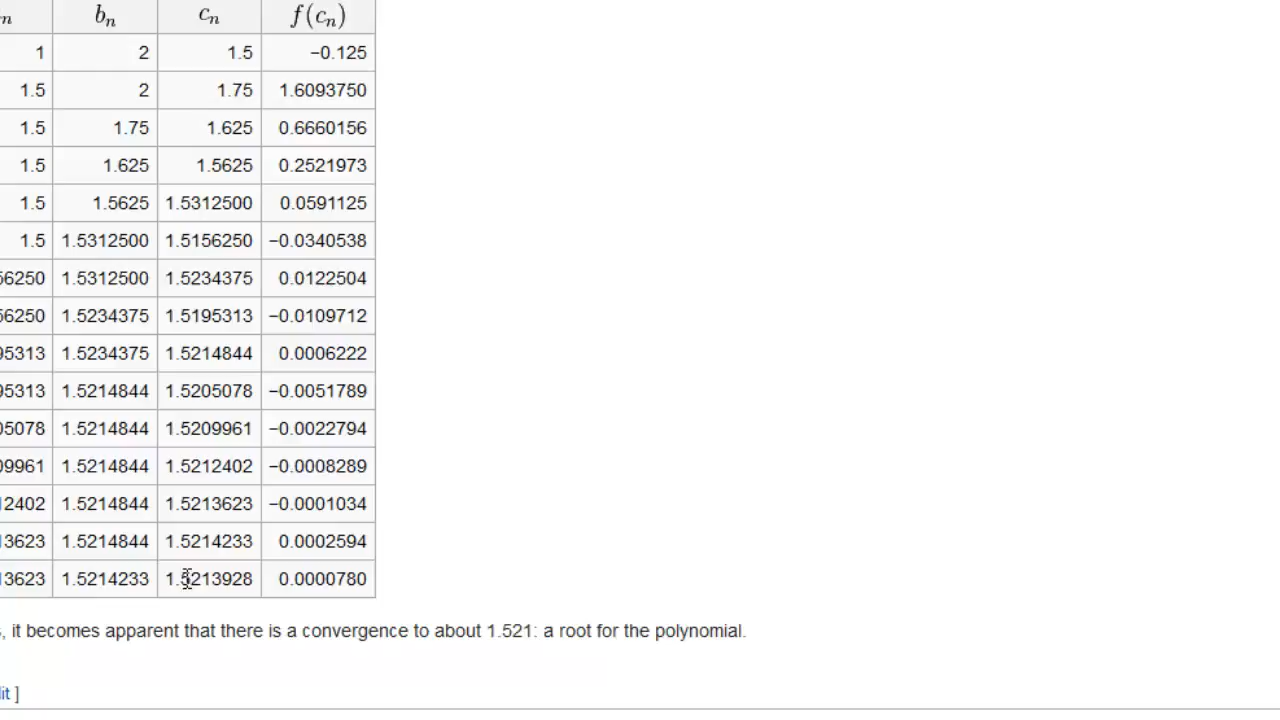 n bₙ cₙ f(cₙ)
1 2 1.5 −0.125
1.5 2 1.75 1.6093750
1.5 1.75 1.625 0.6660156
1.5 1.625 1.5625 0.2521973
1.5 1.5625 1.5312500 0.0591125
1.5 1.5312500 1.5156250 −0.0340538
56250 1.5312500 1.5234375 0.0122504
56250 1.5234375 1.5195313 −0.0109712
95313 1.5234375 1.5214844 0.0006222
95313 1.5214844 1.5205078 −0.0051789
05078 1.5214844 1.5209961 −0.0022794
09961 1.5214844 1.5212402 −0.0008289
12402 1.5214844 1.5213623 −0.0001034
13623 1.5214844 1.5214233 0.0002594
13623 1.5214233 1.5213928 0.0000780
, it becomes apparent that there is a convergence to about 1.521: a root for the polynomial.
it ]